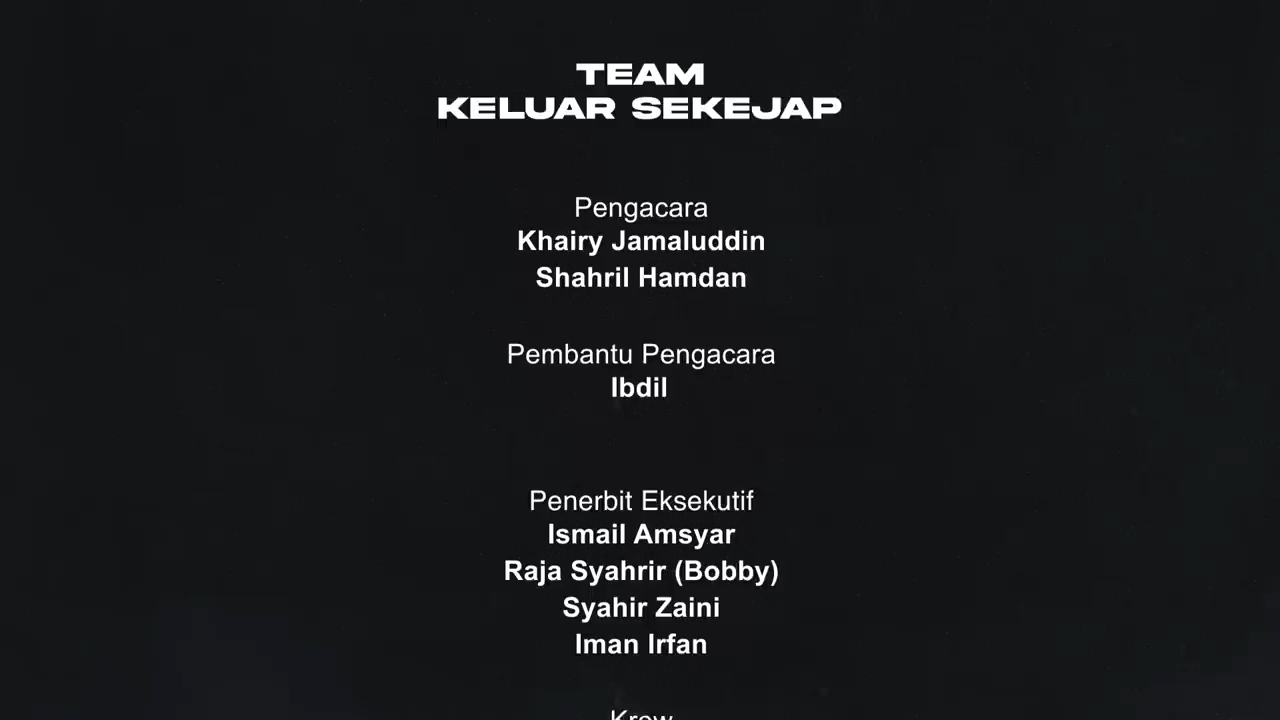 TEAM
KELUAR SEKEJAP
Pengacara
Khairy Jamaluddin
Shahril Hamdan
Pembantu Pengacara
Ibdil
Penerbit Eksekutif
Ismail Amsyar
Raja Syahrir (Bobby)
Syahir Zaini
Iman Irfan
Krew